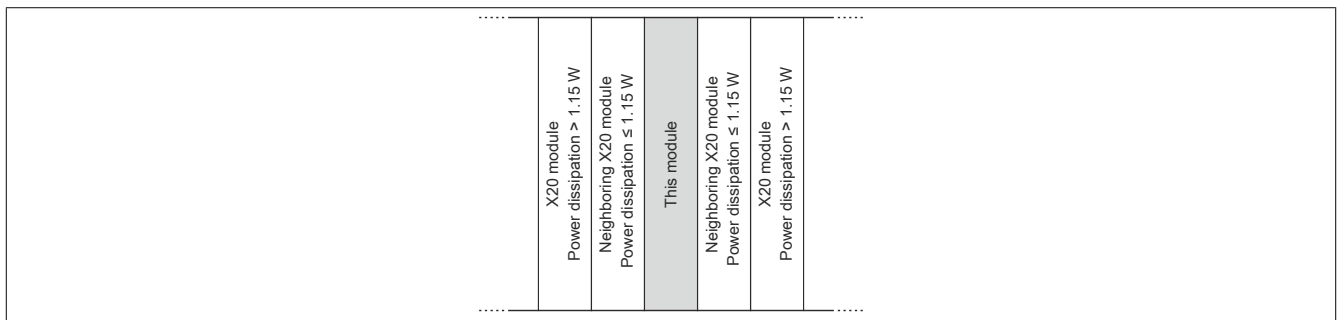 X20 module
Power dissipation > 1.15 W
Neighboring X20 module
Power dissipation ≤ 1.15 W
This module
Neighboring X20 module
Power dissipation ≤ 1.15 W
X20 module
Power dissipation > 1.15 W